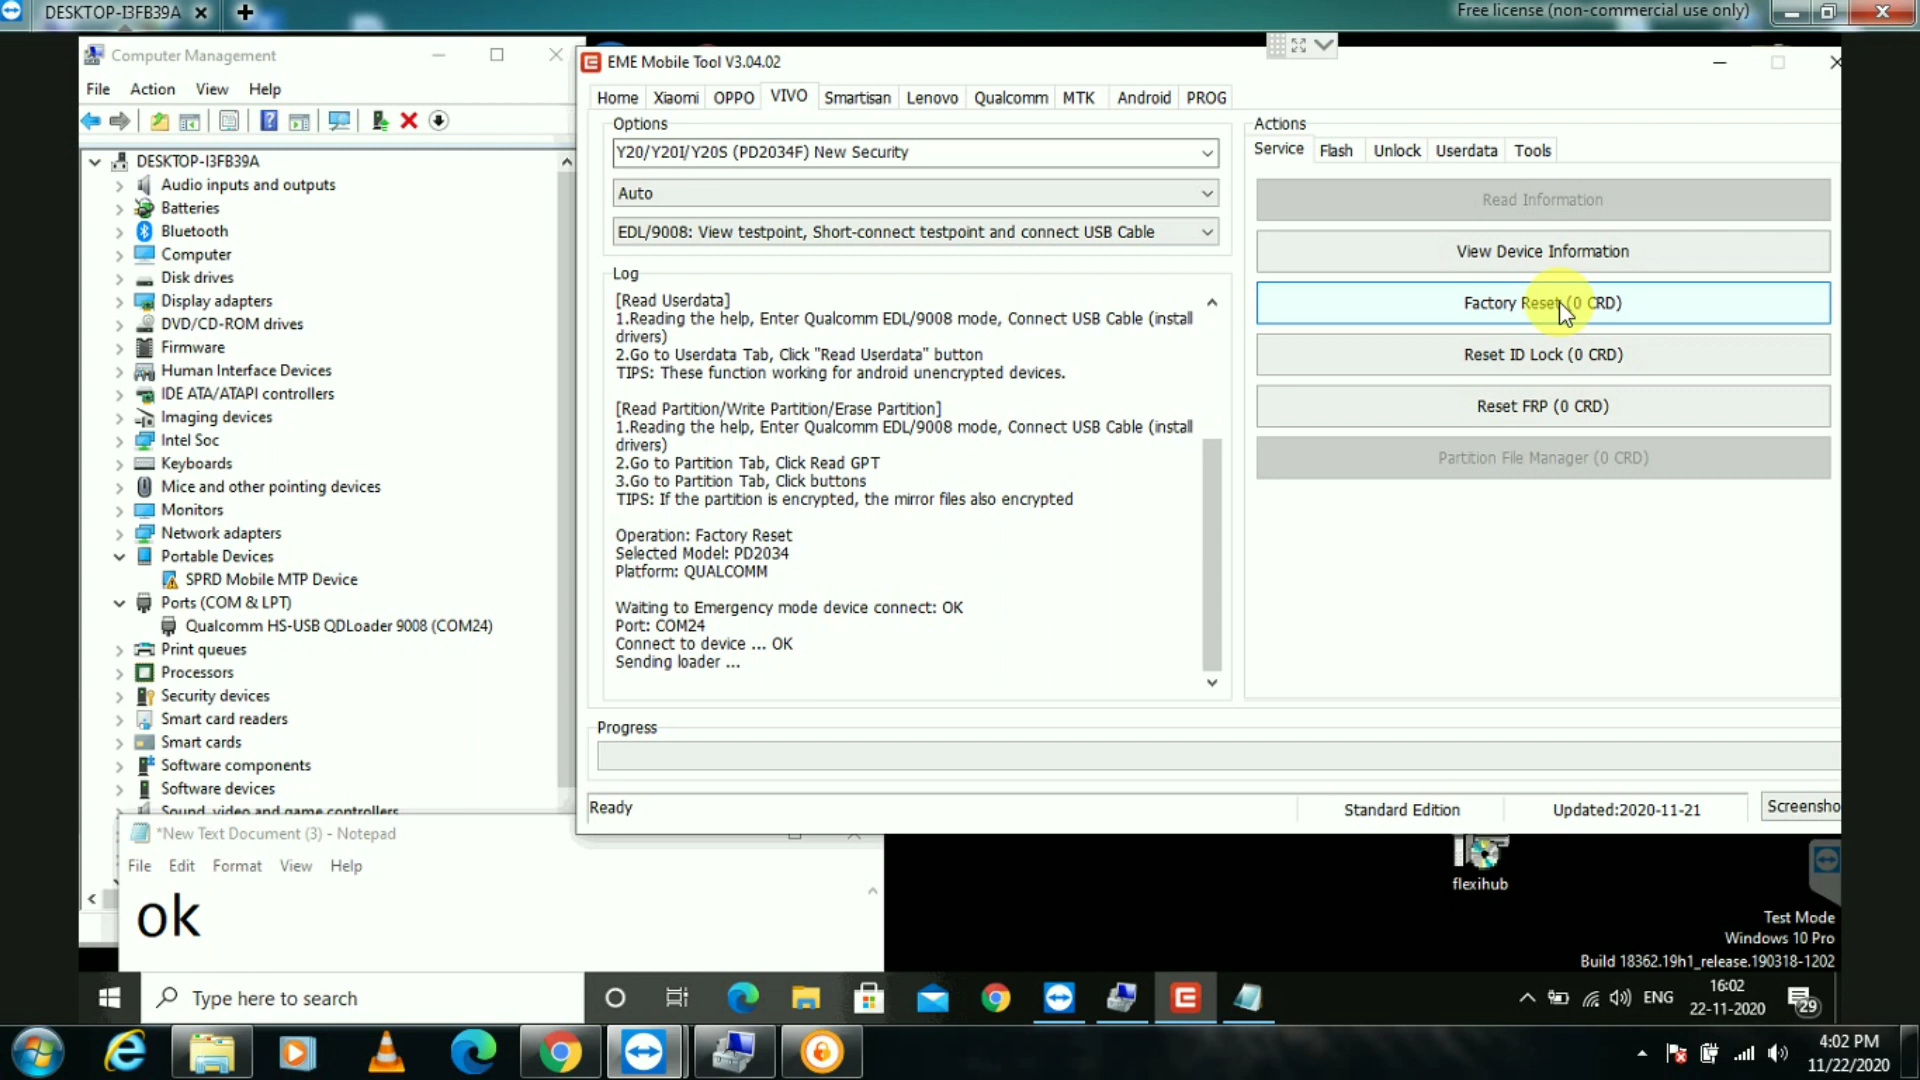 DESKTOP-I3FB39A
Free license (non-commercial use only)
Computer Management
File Action View Help
DESKTOP-I3FB39A
Audio inputs and outputs
Batteries
Bluetooth
Computer
Disk drives
Display adapters
DVD/CD-ROM drives
Firmware
Human Interface Devices
IDE ATA/ATAPI controllers
Imaging devices
Intel Soc
Keyboards
Mice and other pointing devices
Monitors
Network adapters
Portable Devices
SPRD Mobile MTP Device
Ports (COM & LPT)
Qualcomm HS-USB QDLoader 9008 (COM24)
Print queues
Processors
Security devices
Smart card readers
Smart cards
Software components
Software devices
Sound, video and game controllers
EME Mobile Tool V3.04.02
Home Xiaomi OPPO VIVO Smartisan Lenovo Qualcomm MTK Android PROG
Options
Y20/Y20I/Y20S (PD2034F) New Security
Auto
EDL/9008: View testpoint, Short-connect testpoint and connect USB Cable
Log
[Read Userdata]
1.Reading the help, Enter Qualcomm EDL/9008 mode, Connect USB Cable (install
drivers)
2.Go to Userdata Tab, Click "Read Userdata" button
TIPS: These function working for android unencrypted devices.
[Read Partition/Write Partition/Erase Partition]
1.Reading the help, Enter Qualcomm EDL/9008 mode, Connect USB Cable (install
drivers)
2.Go to Partition Tab, Click Read GPT
3.Go to Partition Tab, Click buttons
TIPS: If the partition is encrypted, the mirror files also encrypted
Operation: Factory Reset
Selected Model: PD2034
Platform: QUALCOMM
Waiting to Emergency mode device connect: OK
Port: COM24
Connect to device ... OK
Sending loader ...
Actions
Service Flash Unlock Userdata Tools
Read Information
View Device Information
Factory Reset (0 CRD)
Reset ID Lock (0 CRD)
Reset FRP (0 CRD)
Partition File Manager (0 CRD)
Progress
Ready
Standard Edition
Updated:2020-11-21
Screensho
*New Text Document (3) - Notepad
File Edit Format View Help
ok
flexihub
Test Mode
Windows 10 Pro
Build 18362.19h1_release.190318-1202
Type here to search
ENG
16:02
22-11-2020
29
4:02 PM
11/22/2020